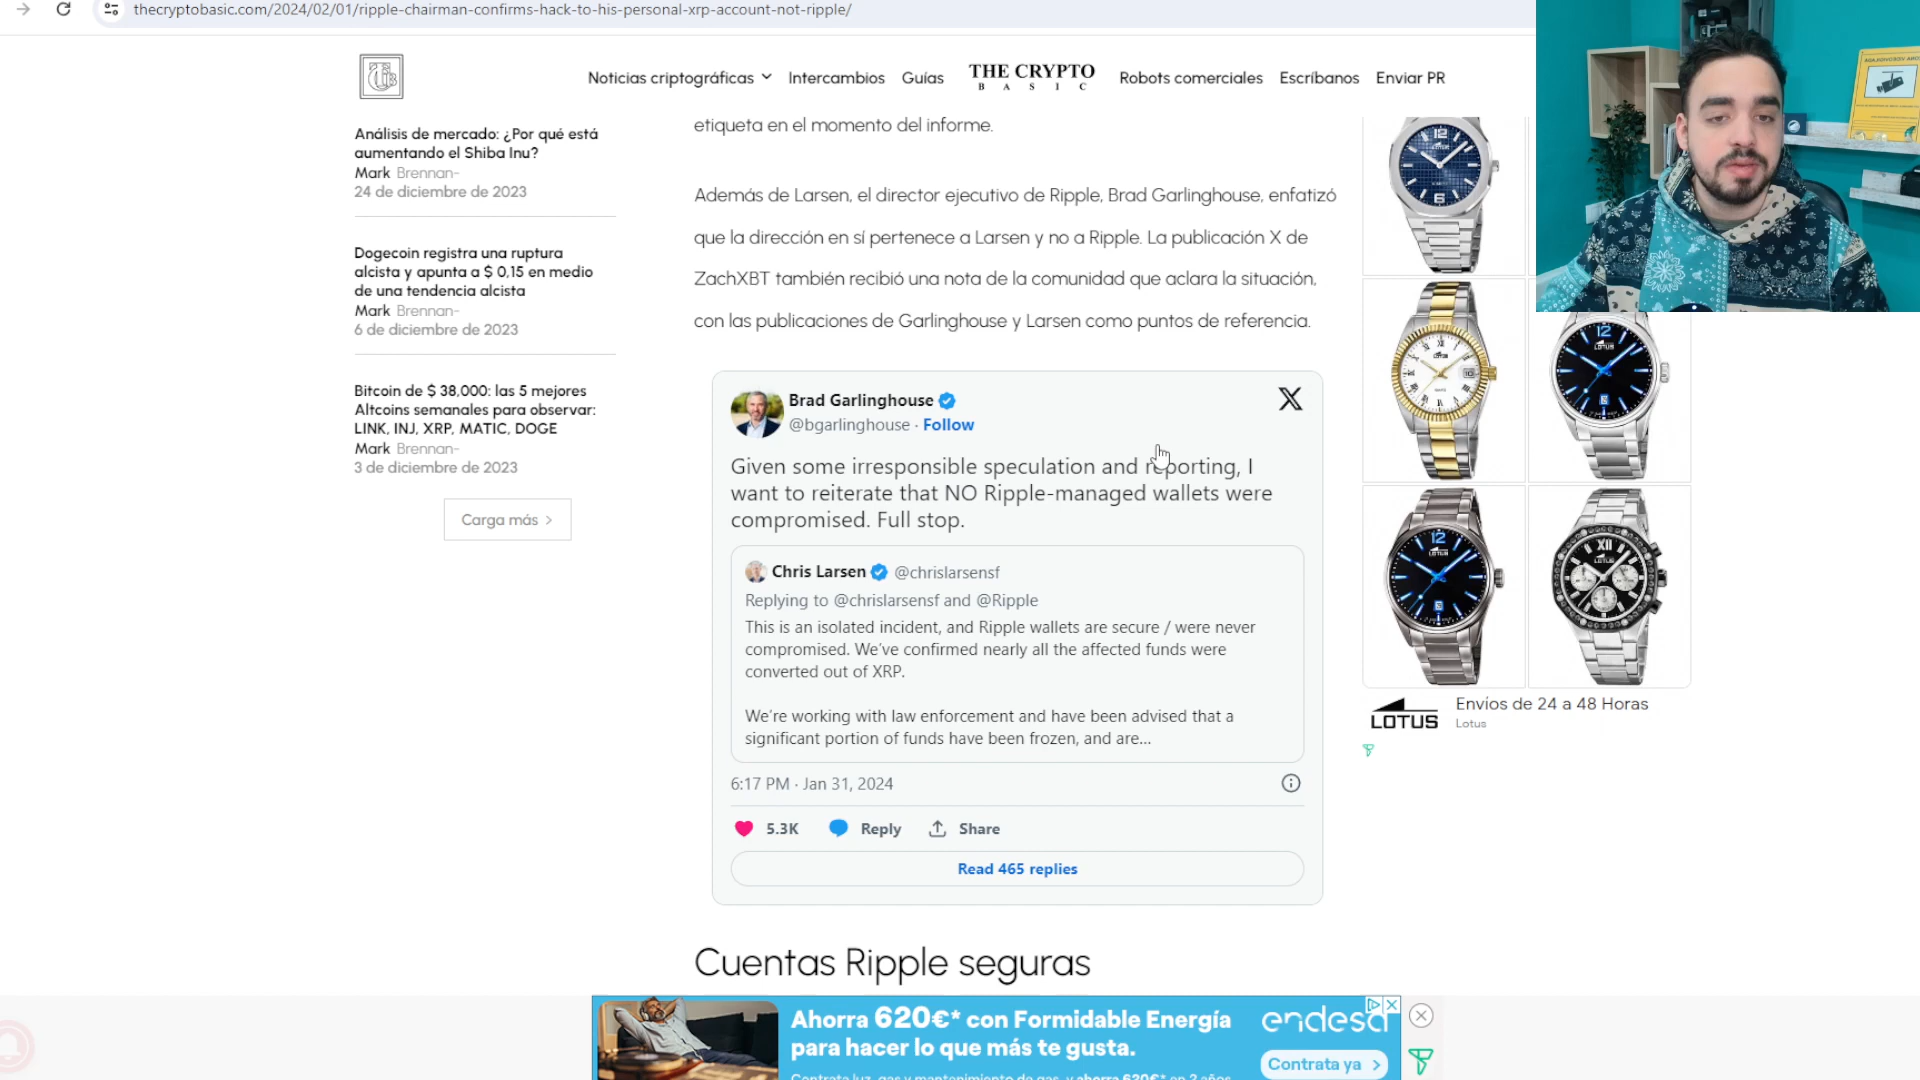 thecryptobasic.com/2024/02/01/ripple-chairman-confirms-hack-to-his-personal-xrp-account-not-ripple/
Noticias criptográficas
Intercambios
Guías
THE CRYPTO
BASIC
Robots comerciales
Escríbanos
Enviar PR
Análisis de mercado: ¿Por qué está
aumentando el Shiba Inu?
Mark Brennan-
24 de diciembre de 2023
Dogecoin registra una ruptura
alcista y apunta a $ 0,15 en medio
de una tendencia alcista
Mark Brennan-
6 de diciembre de 2023
Bitcoin de $ 38,000: las 5 mejores
Altcoins semanales para observar:
LINK, INJ, XRP, MATIC, DOGE
Mark Brennan-
3 de diciembre de 2023
Carga más >
etiqueta en el momento del informe.
Además de Larsen, el director ejecutivo de Ripple, Brad Garlinghouse, enfatizó
que la dirección en sí pertenece a Larsen y no a Ripple. La publicación X de
ZachXBT también recibió una nota de la comunidad que aclara la situación,
con las publicaciones de Garlinghouse y Larsen como puntos de referencia.
Brad Garlinghouse
@bgarlinghouse · Follow
Given some irresponsible speculation and reporting, I
want to reiterate that NO Ripple-managed wallets were
compromised. Full stop.
Chris Larsen @chrislarsensf
Replying to @chrislarsensf and @Ripple
This is an isolated incident, and Ripple wallets are secure / were never
compromised. We've confirmed nearly all the affected funds were
converted out of XRP.
We're working with law enforcement and have been advised that a
significant portion of funds have been frozen, and are...
6:17 PM · Jan 31, 2024
5.3K
Reply
Share
Read 465 replies
Cuentas Ripple seguras
LOTUS
Envíos de 24 a 48 Horas
Lotus
Ahorra 620€* con Formidable Energía
para hacer lo que más te gusta.
endesa
Contrata ya >
Contrata luz, gas y mantenimiento de gas, y ahorra 620€* en 2 años